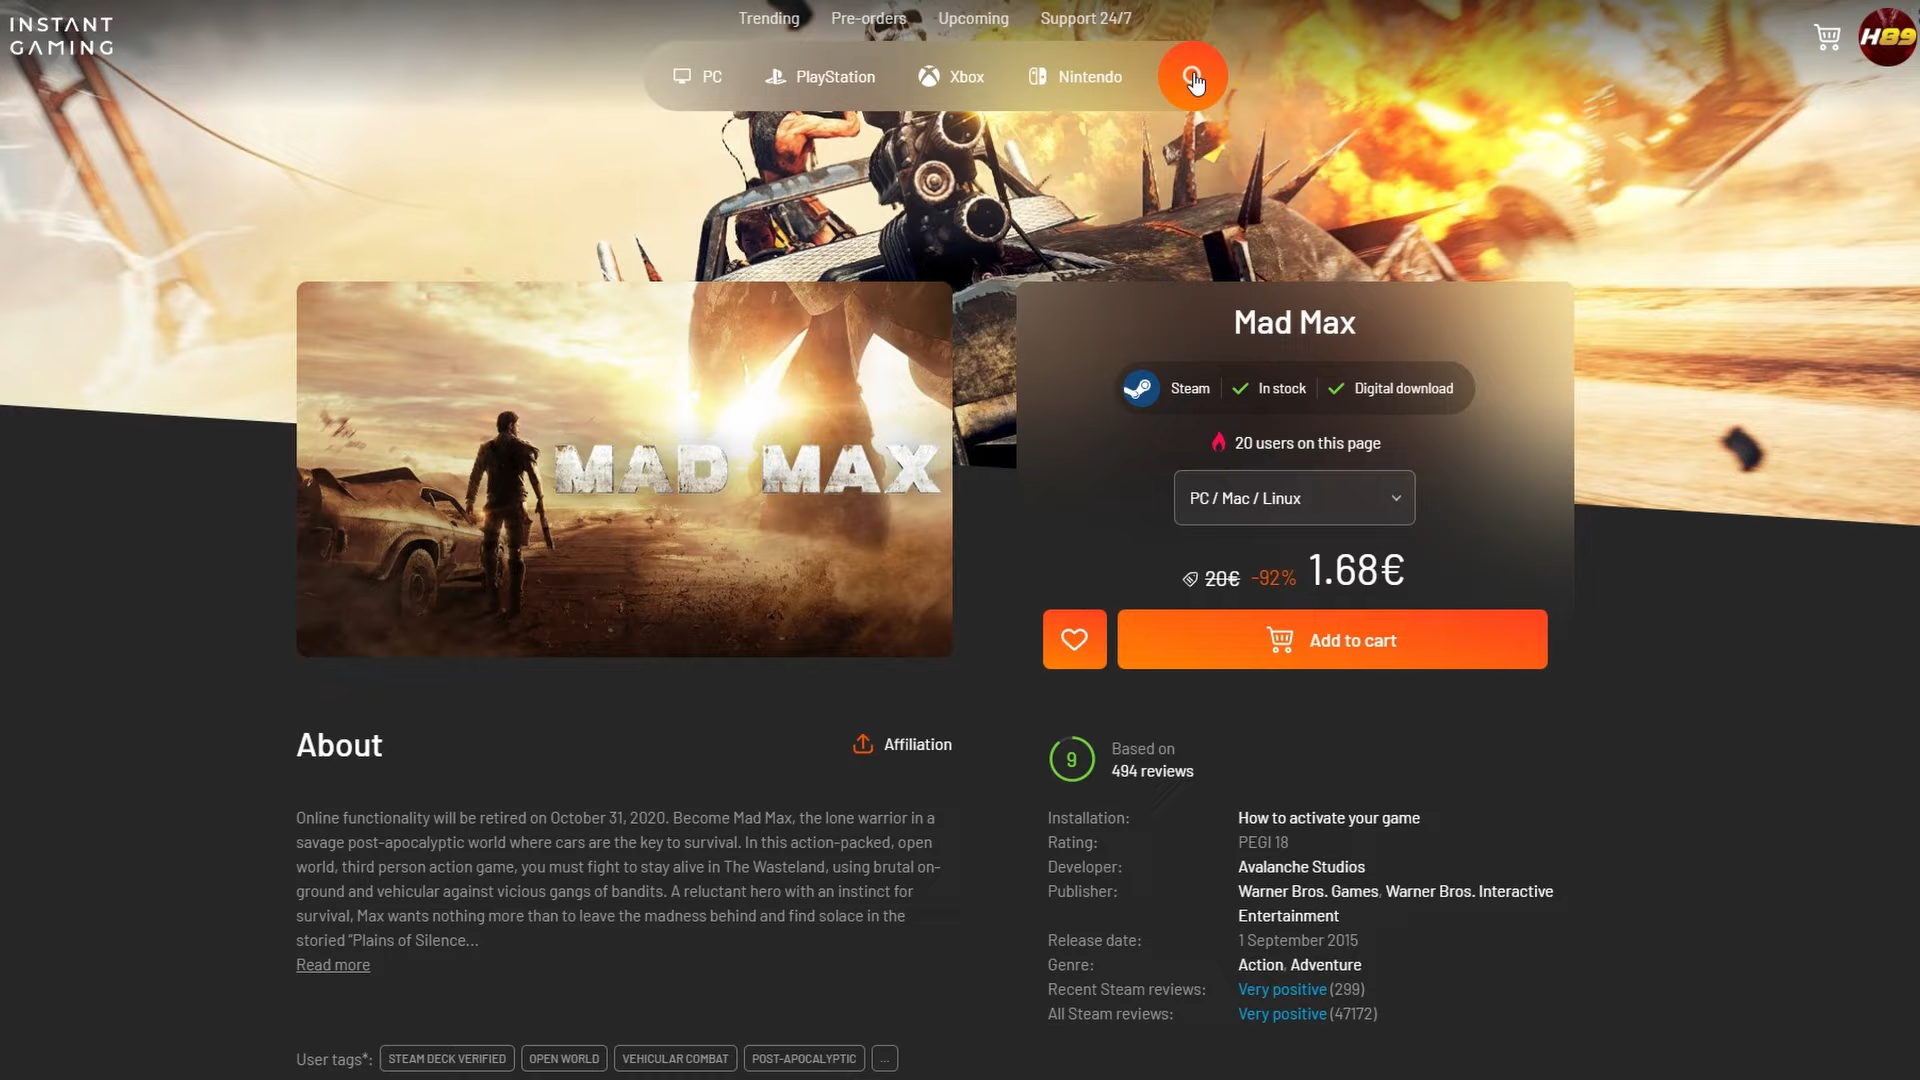 INSTANT
GAMING
Trending Pre-orders Upcoming Support 24/7
PC PlayStation Xbox Nintendo
H89
MAD MAX
Mad Max
Steam In stock Digital download
20 users on this page
PC / Mac / Linux
20€ -92% 1.68€
Add to cart
About
Affiliation
9
Based on
494 reviews
Online functionality will be retired on October 31, 2020. Become Mad Max, the lone warrior in a
savage post-apocalyptic world where cars are the key to survival. In this action-packed, open
world, third person action game, you must fight to stay alive in The Wasteland, using brutal on-
ground and vehicular against vicious gangs of bandits. A reluctant hero with an instinct for
survival, Max wants nothing more than to leave the madness behind and find solace in the
storied "Plains of Silence...
Read more
Installation: How to activate your game
Rating: PEGI 18
Developer: Avalanche Studios
Publisher: Warner Bros. Games, Warner Bros. Interactive
Entertainment
Release date: 1 September 2015
Genre: Action, Adventure
Recent Steam reviews: Very positive (299)
All Steam reviews: Very positive (47172)
User tags*: STEAM DECK VERIFIED OPEN WORLD VEHICULAR COMBAT POST-APOCALYPTIC ...